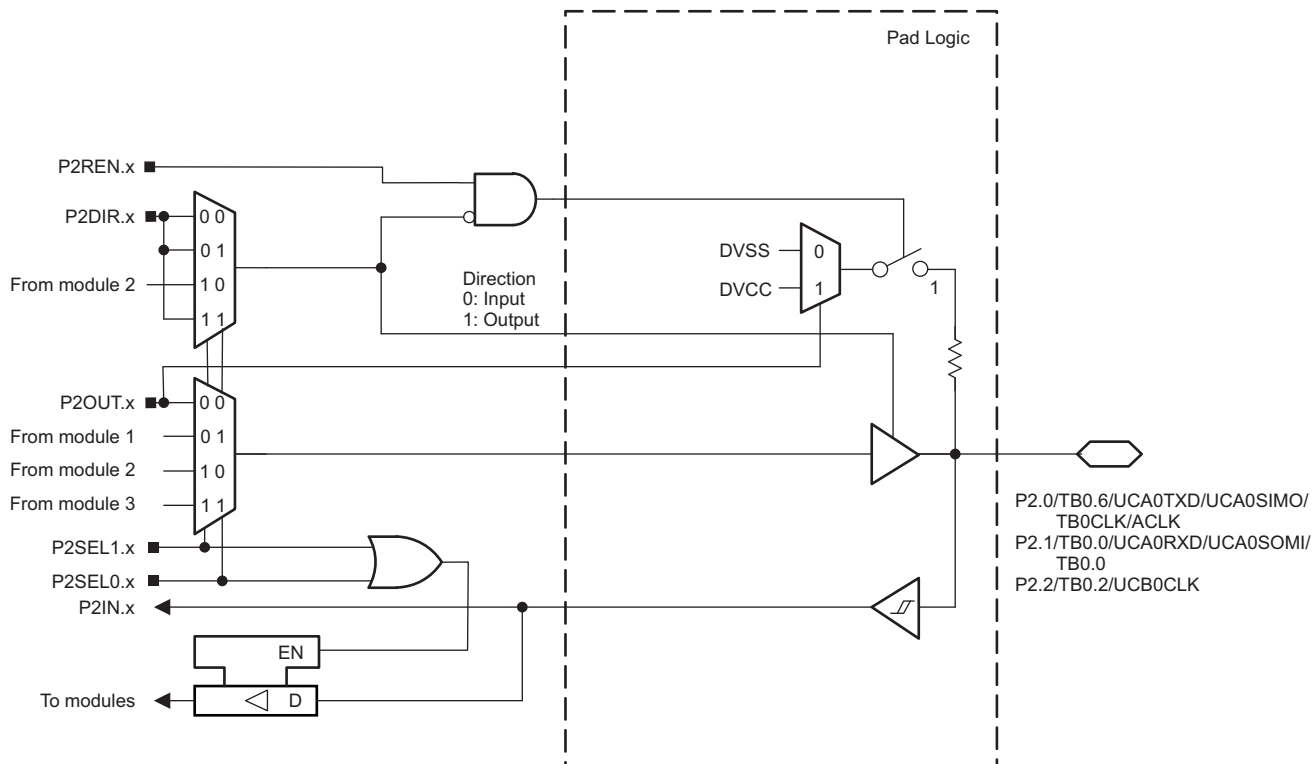 Pad Logic
P2REN.x
P2DIR.x
0 0
0 1
From module 2
1 0
1 1
Direction
0: Input
1: Output
DVSS
0
DVCC
1
1
P2OUT.x
0 0
From module 1
0 1
From module 2
1 0
From module 3
1 1
P2SEL1.x
P2SEL0.x
P2IN.x
EN
To modules
D
P2.0/TB0.6/UCA0TXD/UCA0SIMO/
TB0CLK/ACLK
P2.1/TB0.0/UCA0RXD/UCA0SOMI/
TB0.0
P2.2/TB0.2/UCB0CLK